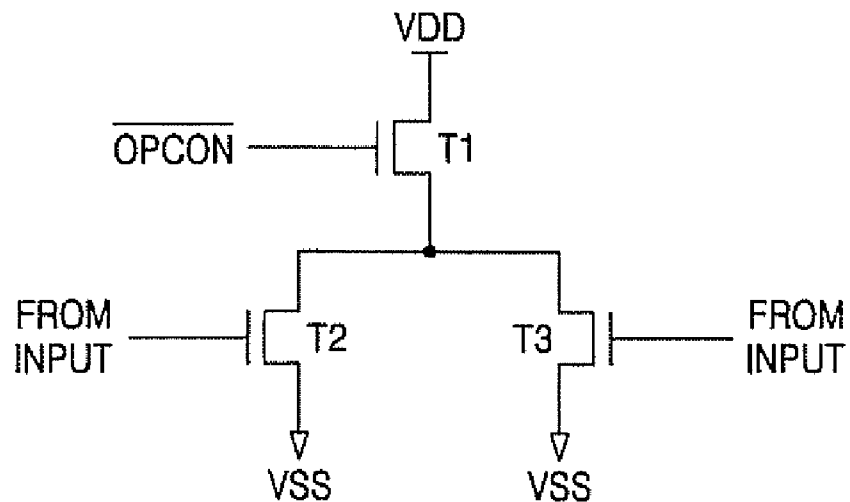 VDD
OPCON
T1
FROM
INPUT
T2
T3
FROM
INPUT
VSS
VSS